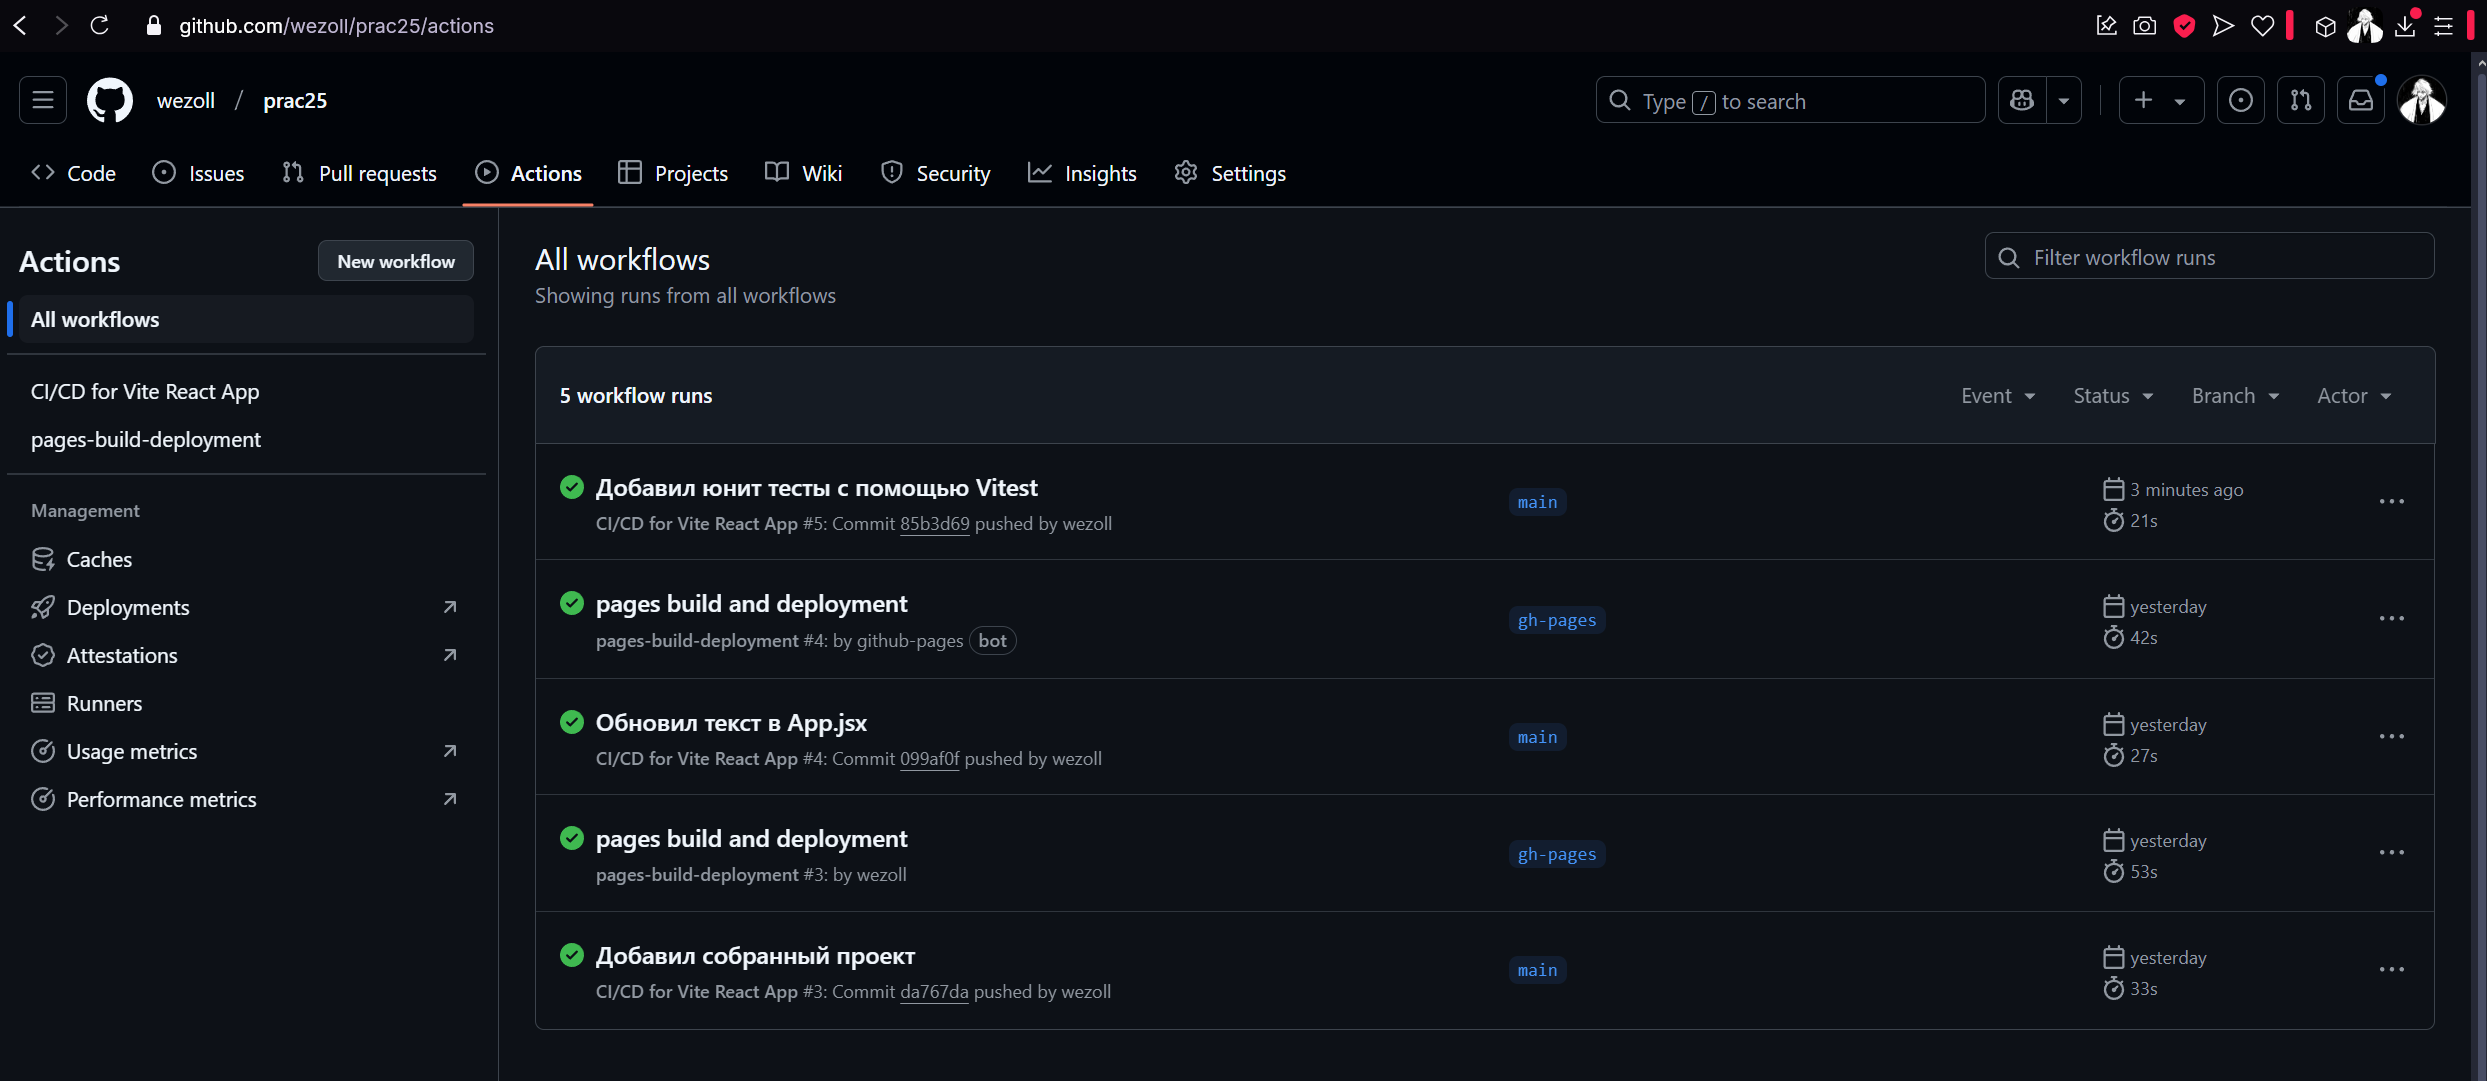 github.com/wezoll/prac25/actions
wezoll / prac25
Type / to search
Code Issues Pull requests Actions Projects Wiki Security Insights Settings
Actions
New workflow
All workflows
CI/CD for Vite React App
pages-build-deployment
Management
Caches
Deployments
Attestations
Runners
Usage metrics
Performance metrics
All workflows
Showing runs from all workflows
Filter workflow runs
5 workflow runs
Event Status Branch Actor
Добавил юнит тесты с помощью Vitest
CI/CD for Vite React App #5: Commit 85b3d69 pushed by wezoll
main
3 minutes ago
21s
pages build and deployment
pages-build-deployment #4: by github-pages bot
gh-pages
yesterday
42s
Обновил текст в App.jsx
CI/CD for Vite React App #4: Commit 099af0f pushed by wezoll
main
yesterday
27s
pages build and deployment
pages-build-deployment #3: by wezoll
gh-pages
yesterday
53s
Добавил собранный проект
CI/CD for Vite React App #3: Commit da767da pushed by wezoll
main
yesterday
33s